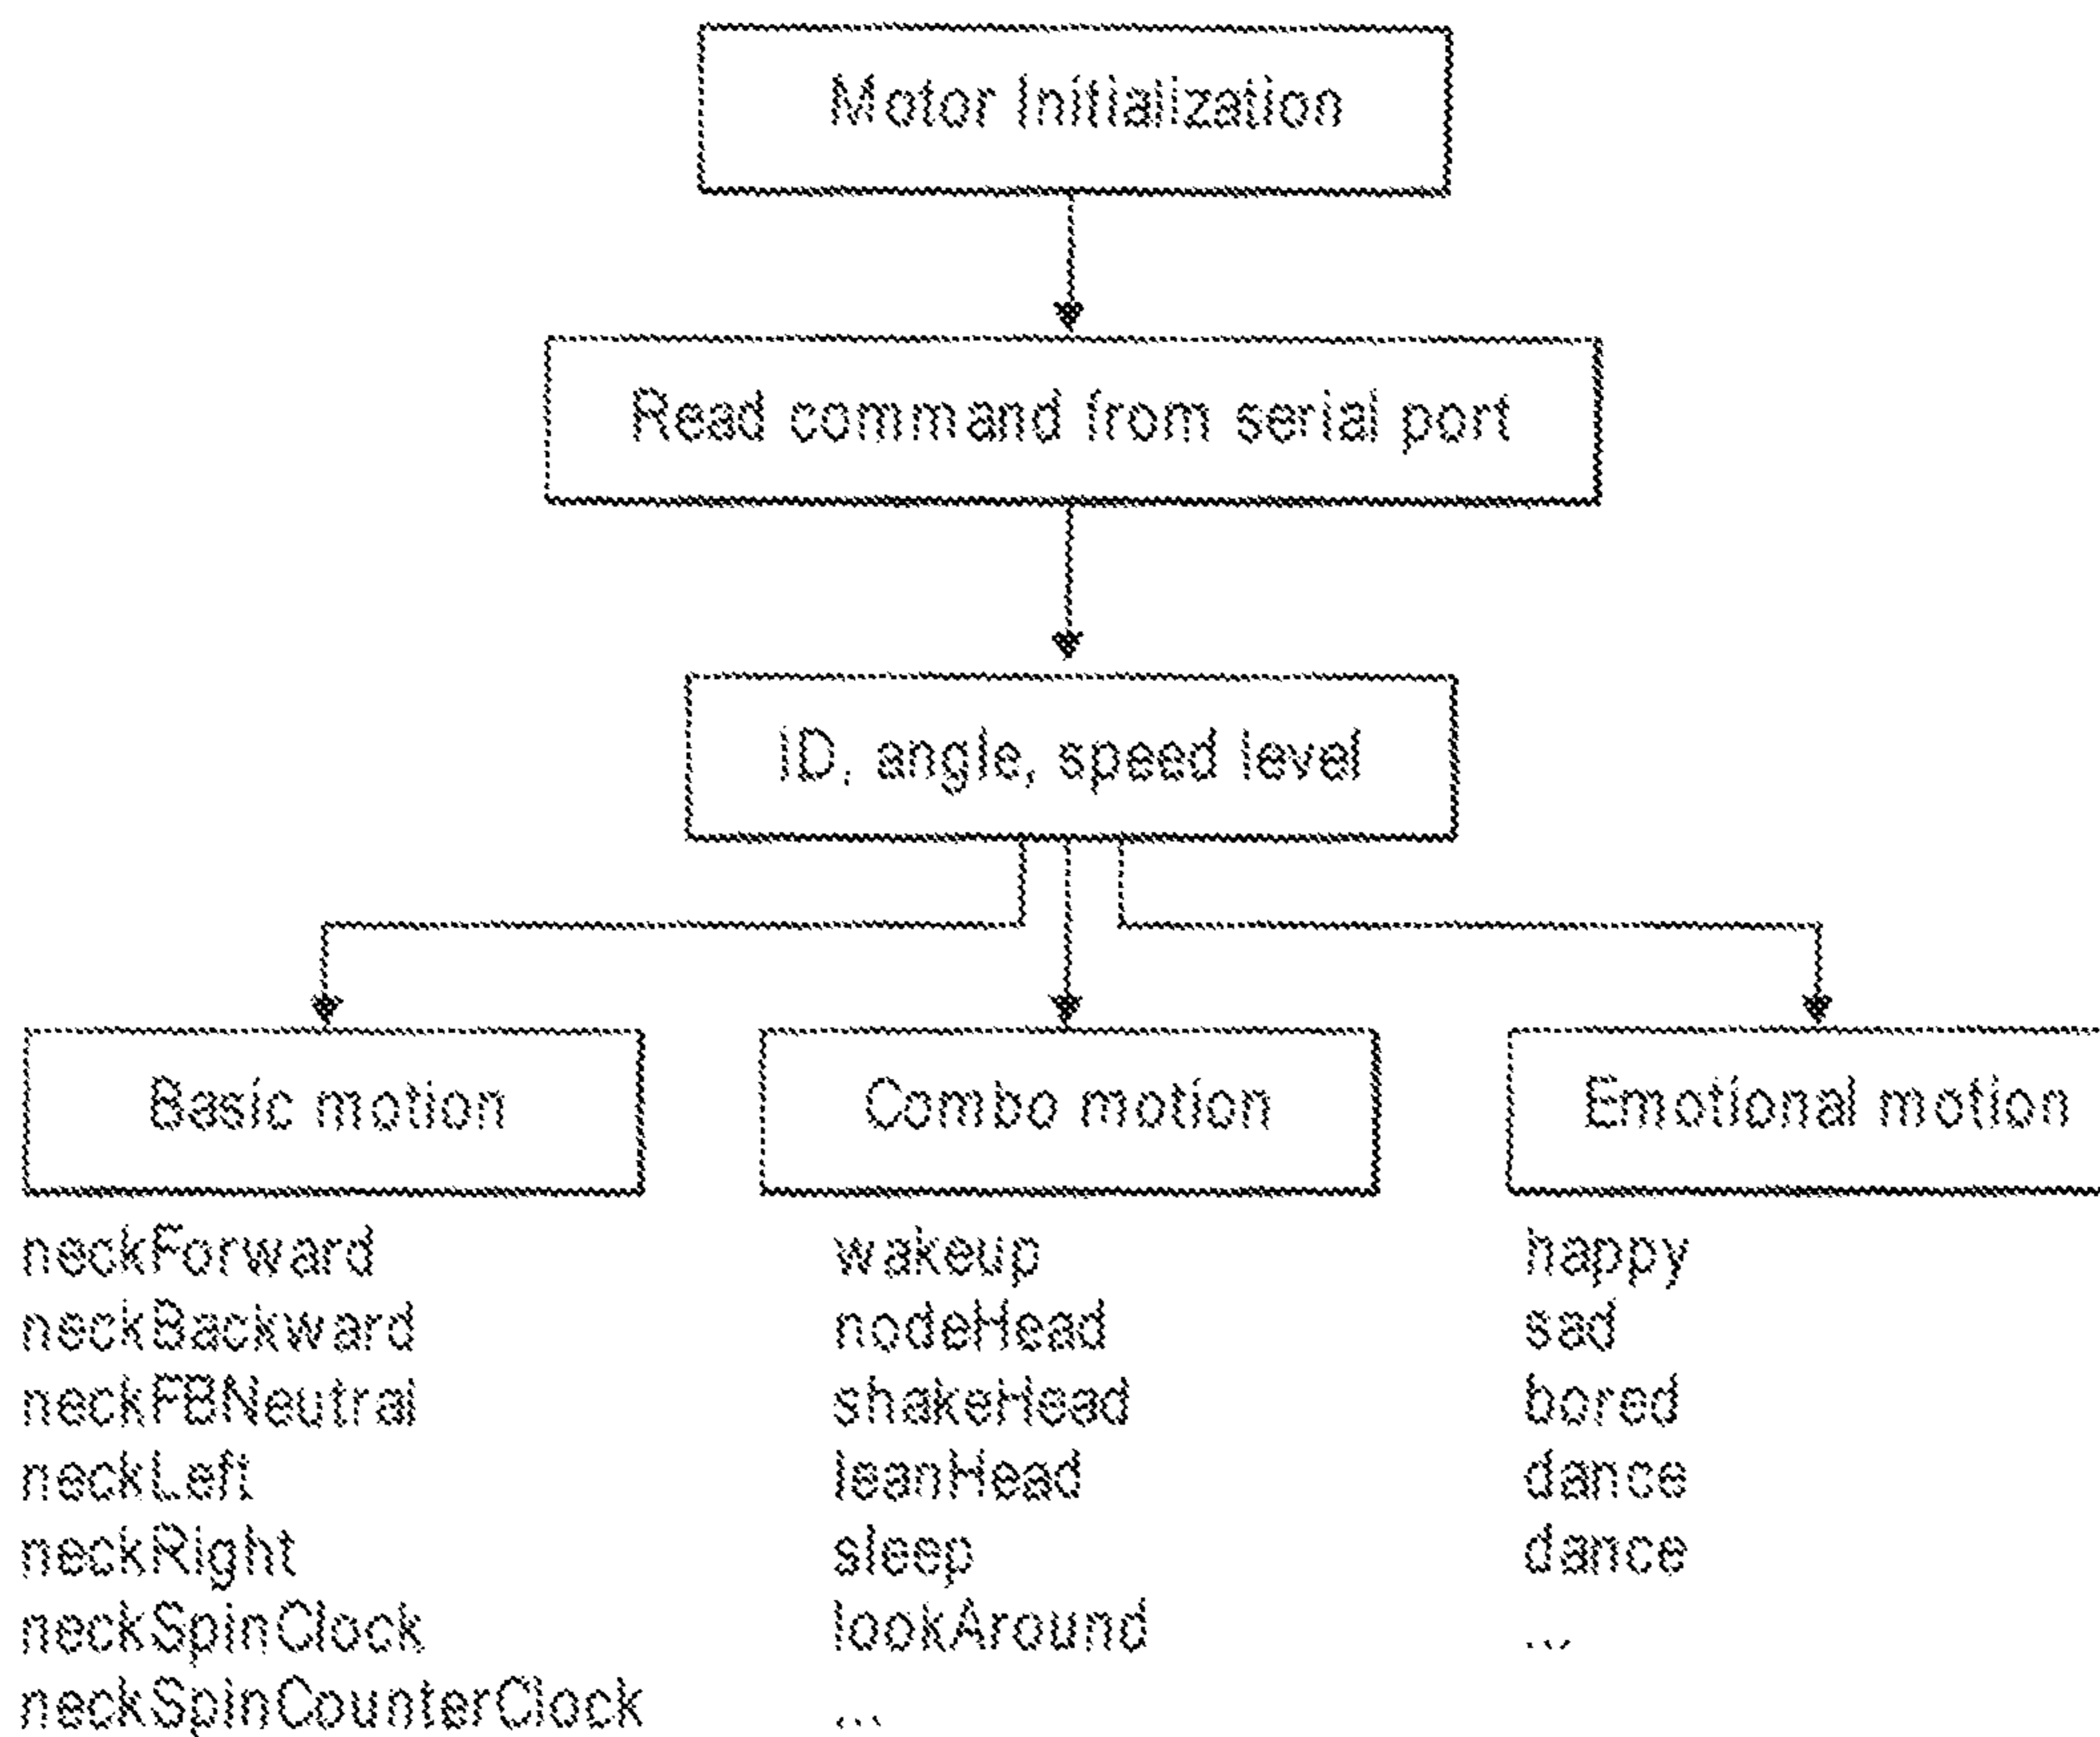 Motor Initialization
Read command from serial port
ID, angle, speed level
Basic motion
neckForward
neckBackward
neckFBNeutral
neckLeft
neckRight
neckSpinClock
neckSpinCounterClock
Combo motion
wakeup
nodeHead
shakeHead
leanHead
sleep
lookAround
...
Emotional motion
happy
sad
bored
dance
dance
...